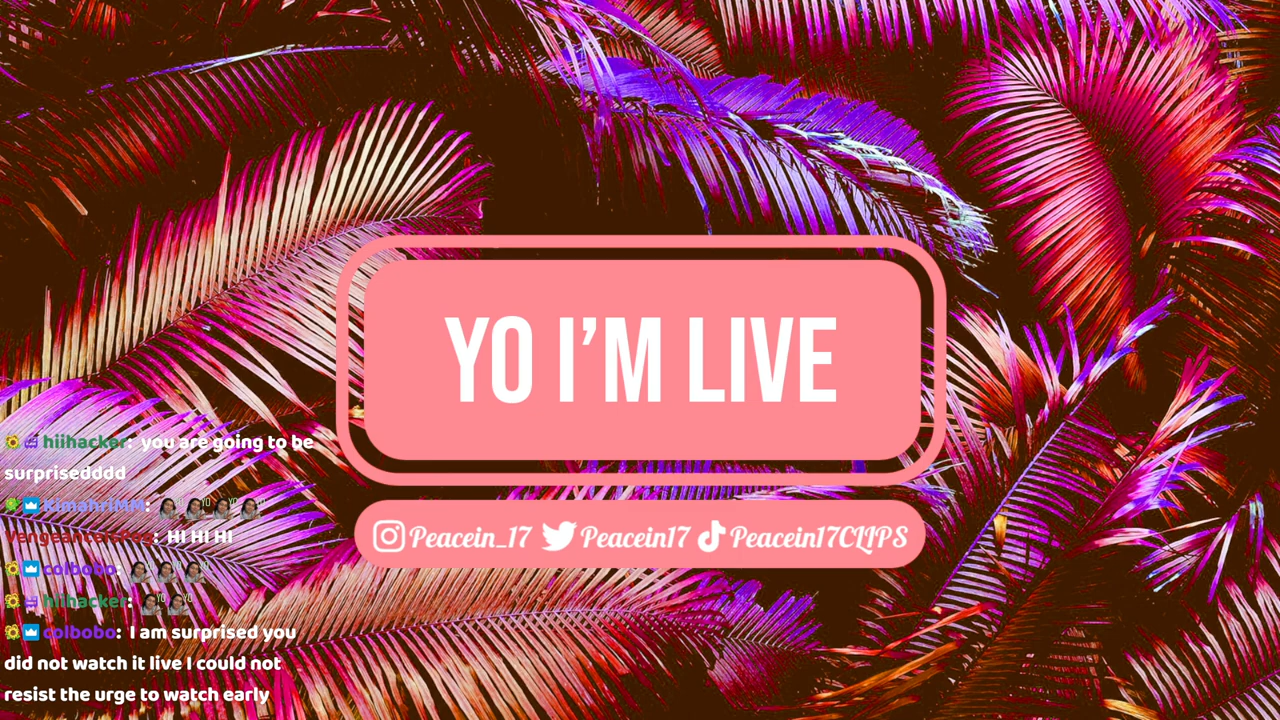 YO I'M LIVE
Peacein_17 Peacein17 Peacein17CLIPS
hiihacker: you are going to be
surprisedddd
KimahriMM:
HI HI HI
colbobo
hiihacker:
colbobo: I am surprised you
did not watch it live I could not
resist the urge to watch early